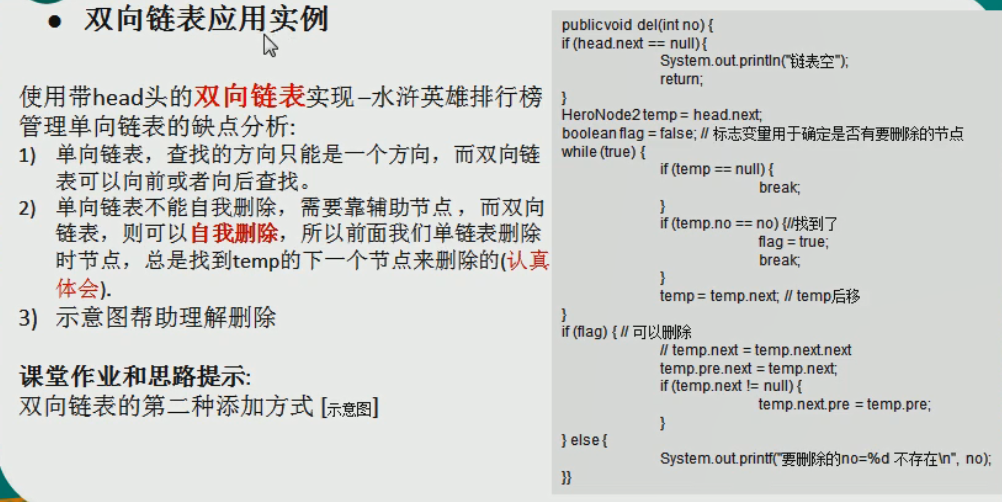 ● 双向链表应用实例
使用带head头的双向链表实现 –水浒英雄排行榜
管理单向链表的缺点分析:
1) 单向链表，查找的方向只能是一个方向，而双向链
表可以向前或者向后查找。
2) 单向链表不能自我删除，需要靠辅助节点 ，而双向
链表，则可以自我删除，所以前面我们单链表删除
时节点，总是找到temp的下一个节点来删除的(认真
体会).
3) 示意图帮助理解删除
课堂作业和思路提示:
双向链表的第二种添加方式 [示意图]
publicvoid del(int no) {
if (head.next == null) {
System.out.println("链表空");
return;
}
HeroNode2 temp = head.next;
boolean flag = false; // 标志变量用于确定是否有要删除的节点
while (true) {
if (temp == null) {
break;
}
if (temp.no == no) {//找到了
flag = true;
break;
}
temp = temp.next; // temp后移
}
if (flag) { // 可以删除
// temp.next = temp.next.next
temp.pre.next = temp.next;
if (temp.next != null) {
temp.next.pre = temp.pre;
}
} else {
System.out.printf("要删除的no=%d 不存在\n", no);
}}